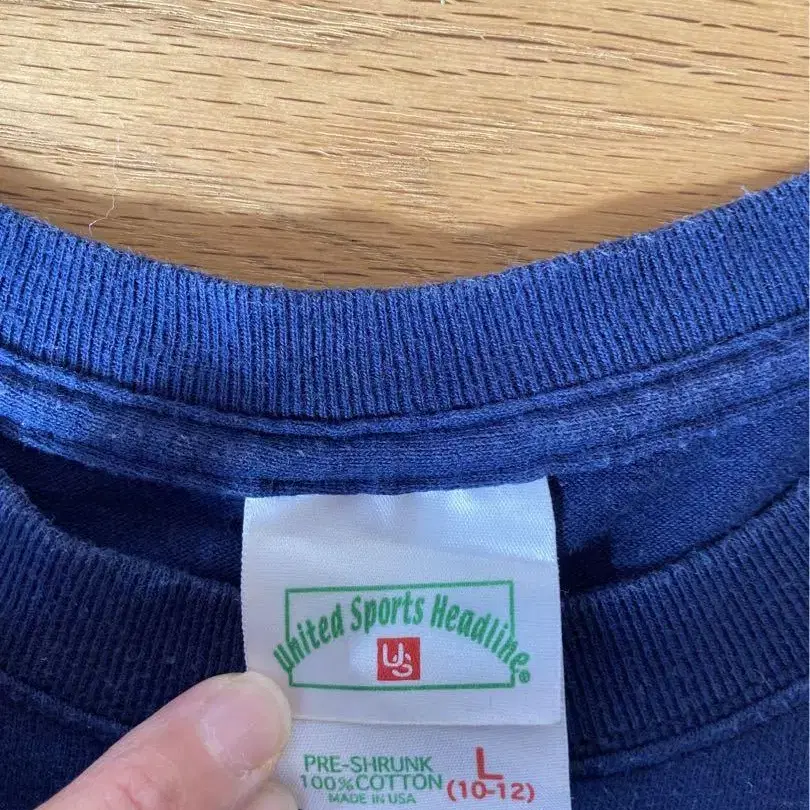 United Sports Headline®
US
PRE-SHRUNK
100% COTTON
MADE IN USA
L
(10-12)